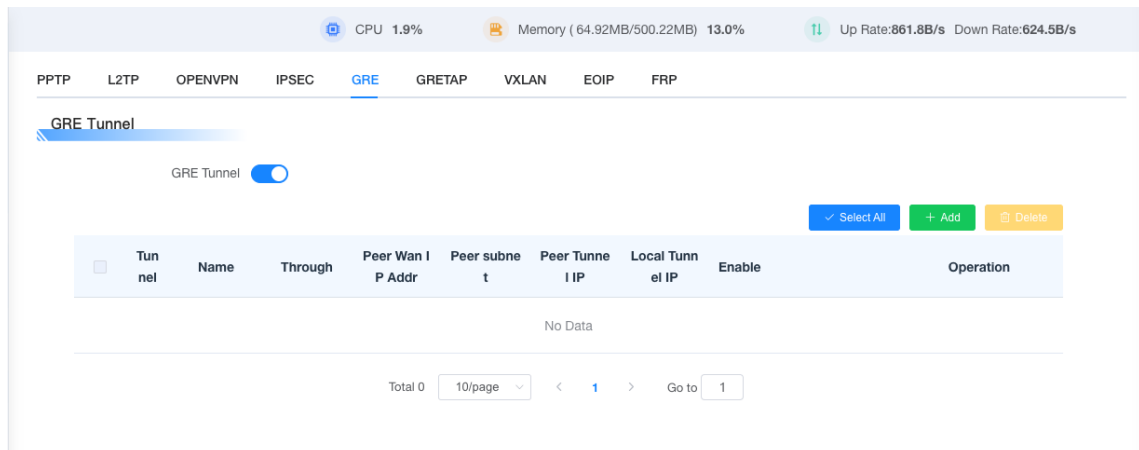 CPU 1.9% Memory ( 64.92MB/500.22MB) 13.0% Up Rate:861.8B/s Down Rate:624.5B/s
PPTP L2TP OPENVPN IPSEC GRE GRETAP VXLAN EOIP FRP
GRE Tunnel
GRE Tunnel
Select All + Add Delete
Tun Peer Wan I Peer subne Peer Tunne Local Tunn
Name Through Enable Operation
nel P Addr t l IP el IP
No Data
Total 0 10/page < 1 > Go to 1